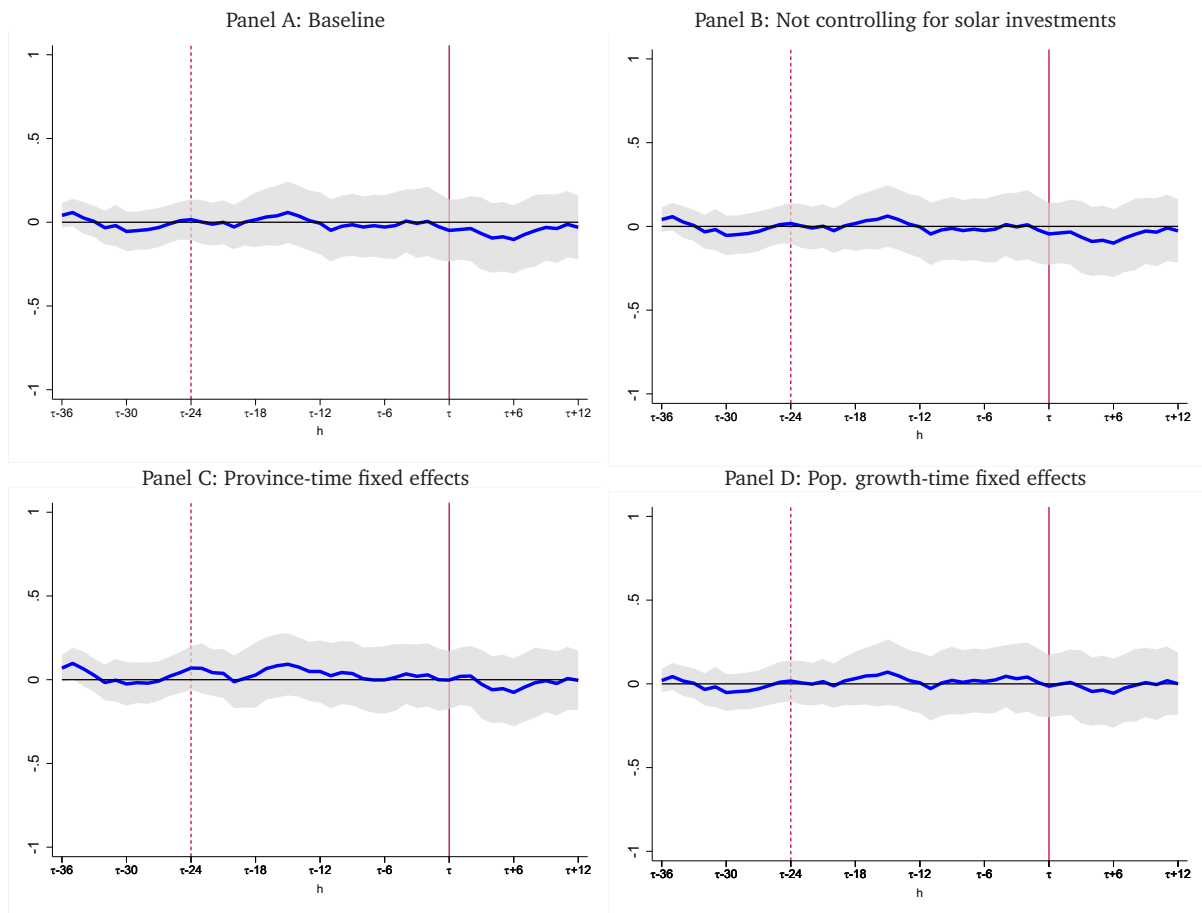 Panel A: Baseline
1
.5
0
-.5
-1
τ-36 τ-30 τ-24 τ-18 τ-12 τ-6 τ τ+6 τ+12
h
Panel B: Not controlling for solar investments
1
.5
0
-.5
-1
τ-36 τ-30 τ-24 τ-18 τ-12 τ-6 τ τ+6 τ+12
h
Panel C: Province-time fixed effects
1
.5
0
-.5
-1
τ-36 τ-30 τ-24 τ-18 τ-12 τ-6 τ τ+6 τ+12
h
Panel D: Pop. growth-time fixed effects
1
.5
0
-.5
-1
τ-36 τ-30 τ-24 τ-18 τ-12 τ-6 τ τ+6 τ+12
h